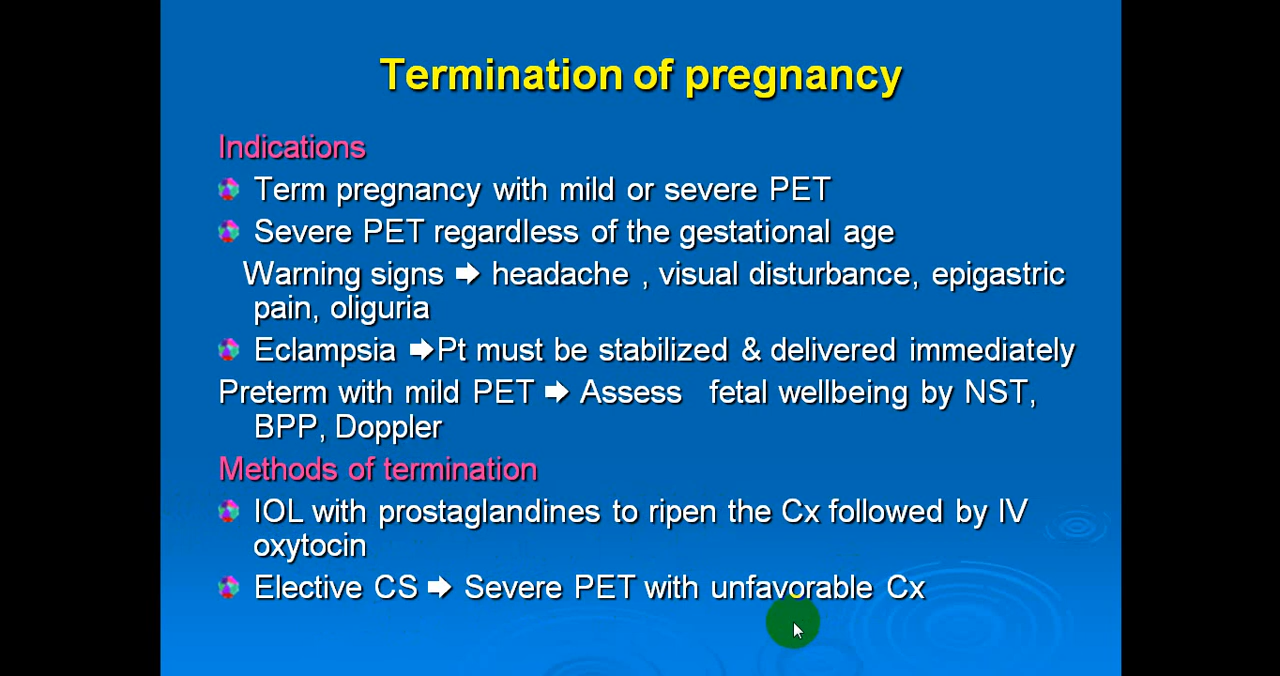 Termination of pregnancy
Indications
Term pregnancy with mild or severe PET
Severe PET regardless of the gestational age
Warning signs ➡ headache , visual disturbance, epigastric
pain, oliguria
Eclampsia ➡Pt must be stabilized & delivered immediately
Preterm with mild PET ➡ Assess fetal wellbeing by NST,
BPP, Doppler
Methods of termination
IOL with prostaglandines to ripen the Cx followed by IV
oxytocin
Elective CS ➡ Severe PET with unfavorable Cx